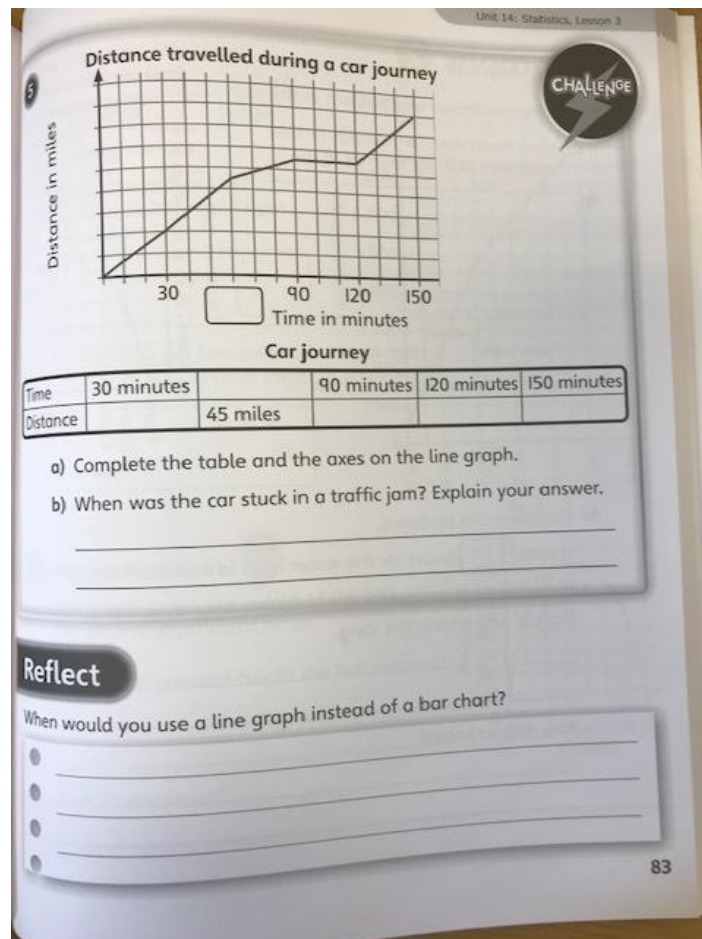 Unit 14: Statistics, Lesson 3
5
Distance travelled during a car journey
CHALLENGE
Distance in miles
30 90 120 150
Time in minutes
Car journey
Time 30 minutes 90 minutes 120 minutes 150 minutes
Distance 45 miles
a) Complete the table and the axes on the line graph.
b) When was the car stuck in a traffic jam? Explain your answer.
Reflect
When would you use a line graph instead of a bar chart?
83